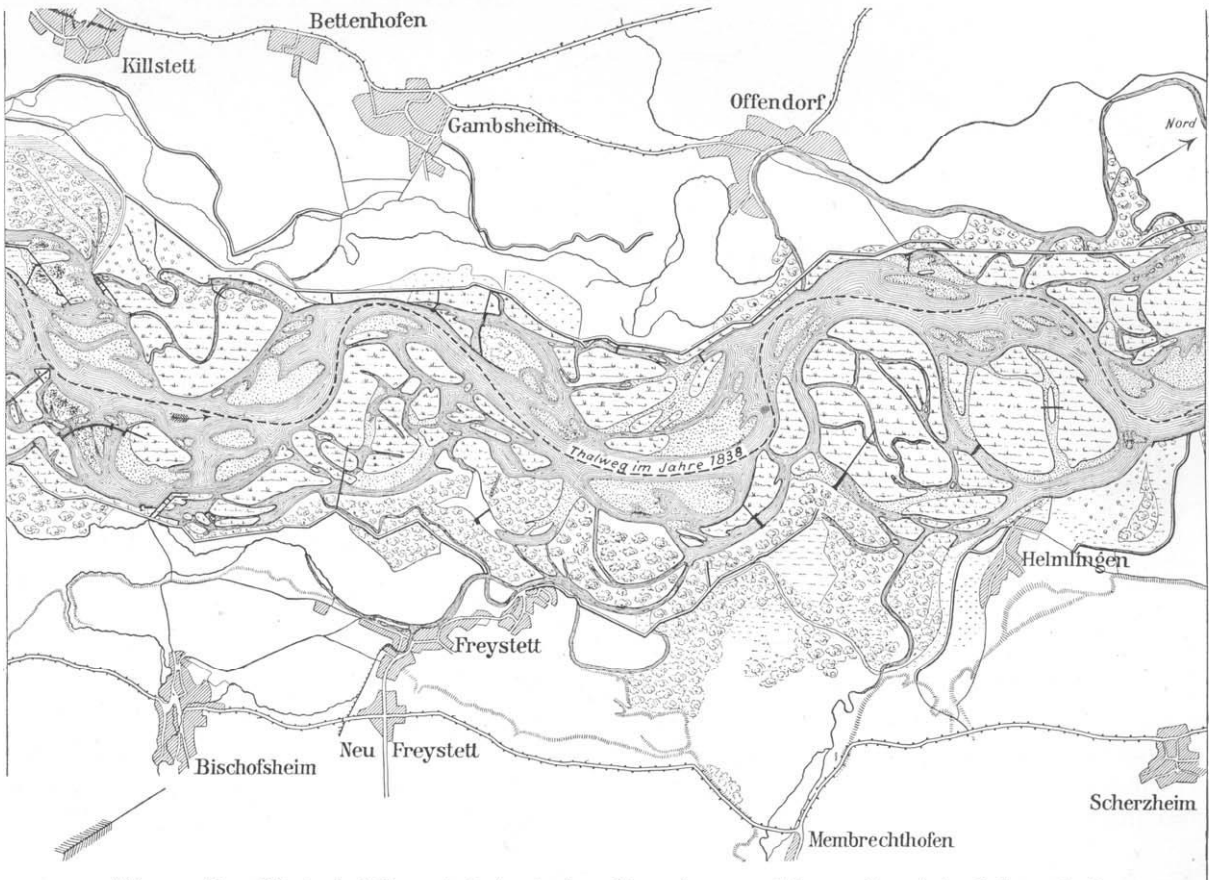 Bettenhofen
Killstett
Gambsheim
Offendorf
Nord
Thalweg im Jahre 1838
Helmlingen
Freystett
Neu Freystett
Bischofsheim
Scherzheim
Membrechthofen